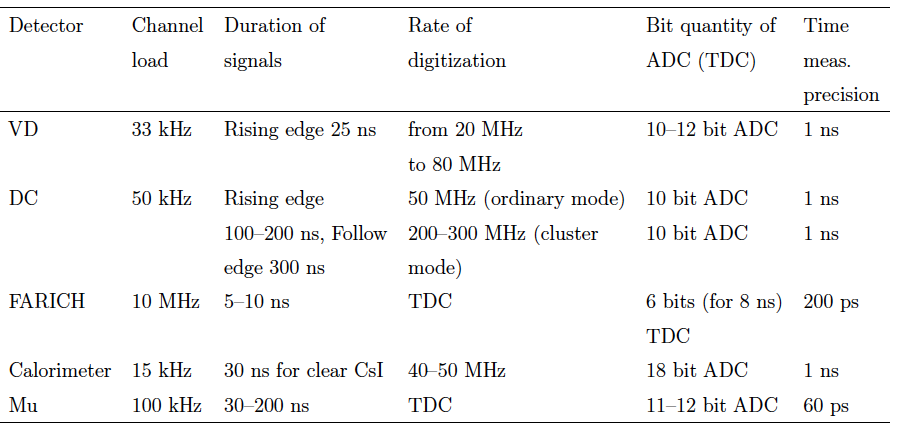 Detector Channel Duration of Rate of Bit quantity of Time
load signals digitization ADC (TDC) meas.
precision
VD 33 kHz Rising edge 25 ns from 20 MHz 10–12 bit ADC 1 ns
to 80 MHz
DC 50 kHz Rising edge 50 MHz (ordinary mode) 10 bit ADC 1 ns
100–200 ns, Follow 200–300 MHz (cluster 10 bit ADC 1 ns
edge 300 ns mode)
FARICH 10 MHz 5–10 ns TDC 6 bits (for 8 ns) 200 ps
TDC
Calorimeter 15 kHz 30 ns for clear CsI 40–50 MHz 18 bit ADC 1 ns
Mu 100 kHz 30–200 ns TDC 11–12 bit ADC 60 ps